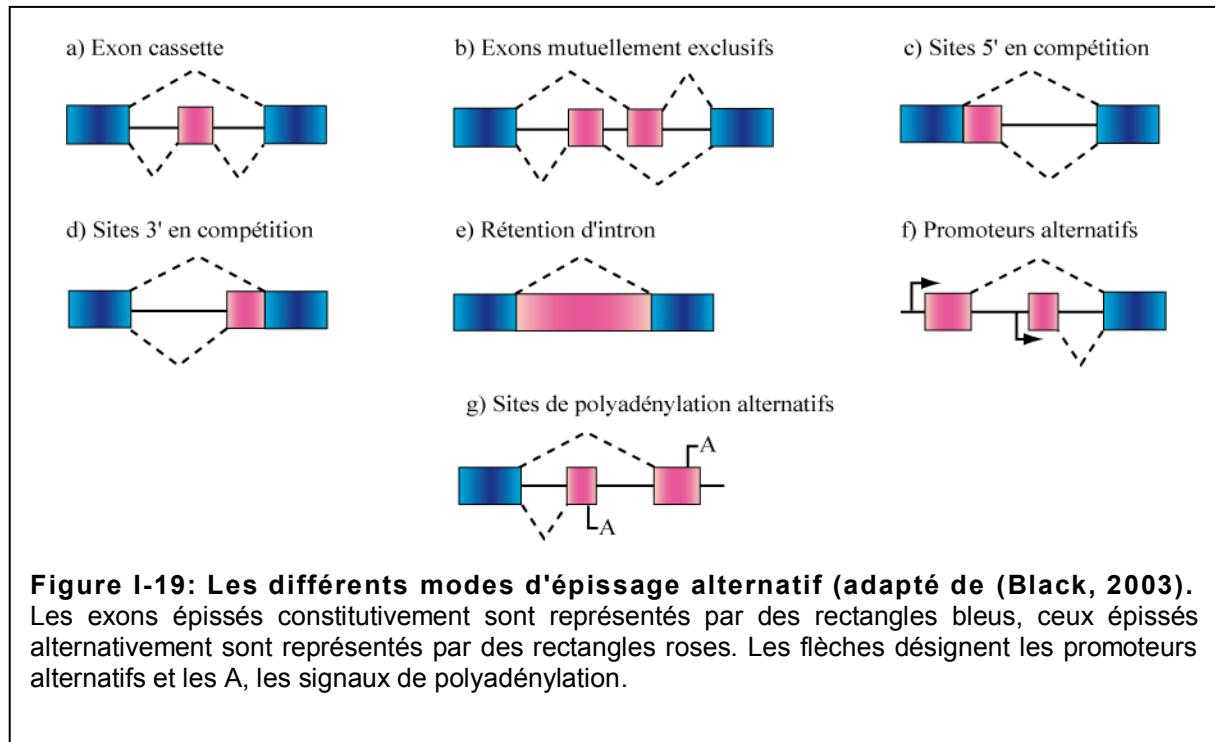 a) Exon cassette
b) Exons mutuellement exclusifs
c) Sites 5' en compétition
d) Sites 3' en compétition
e) Rétention d'intron
f) Promoteurs alternatifs
g) Sites de polyadénylation alternatifs
A
A
Figure I-19: Les différents modes d'épissage alternatif (adapté de (Black, 2003).
Les exons épissés constitutivement sont représentés par des rectangles bleus, ceux épissés
alternativement sont représentés par des rectangles roses. Les flèches désignent les promoteurs
alternatifs et les A, les signaux de polyadénylation.